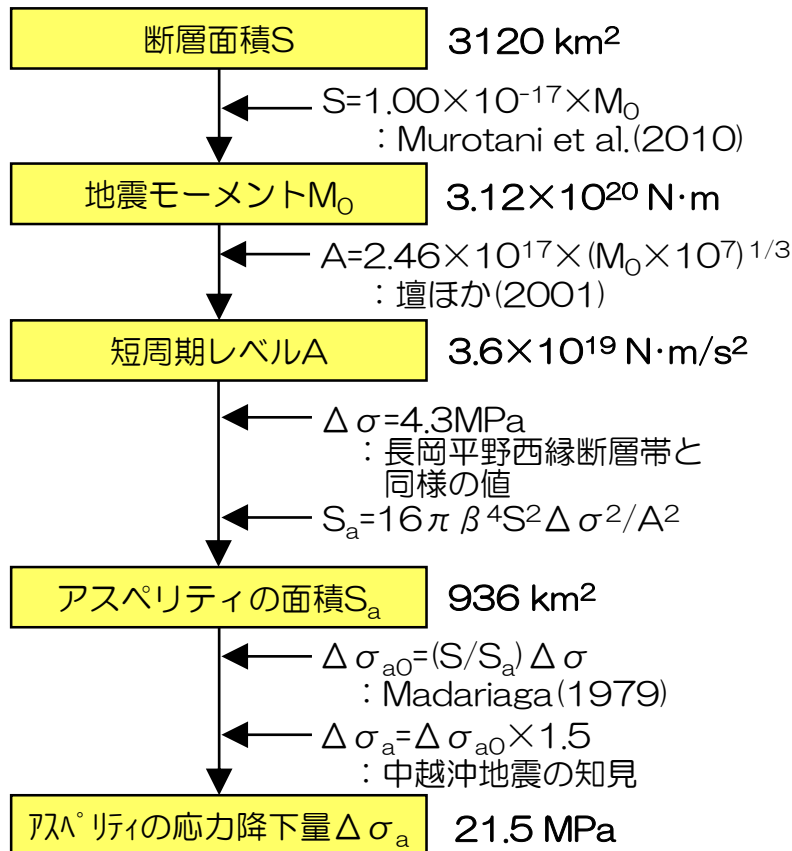 断層面積S 3120 km²
S=1.00×10⁻¹⁷×M₀
：Murotani et al.(2010)
地震モーメントM₀ 3.12×10²⁰ N·m
A=2.46×10¹⁷×(M₀×10⁷)¹ᐟ³
：壇ほか(2001)
短周期レベルA 3.6×10¹⁹ N·m/s²
Δσ=4.3MPa
：長岡平野西縁断層帯と
同様の値
Sₐ=16πβ⁴S²Δσ²/A²
アスペリティの面積Sₐ 936 km²
Δσₐ₀=(S/Sₐ)Δσ
：Madariaga(1979)
Δσₐ=Δσₐ₀×1.5
：中越沖地震の知見
ｱｽﾍﾟﾘﾃｨの応力降下量Δσₐ 21.5 MPa